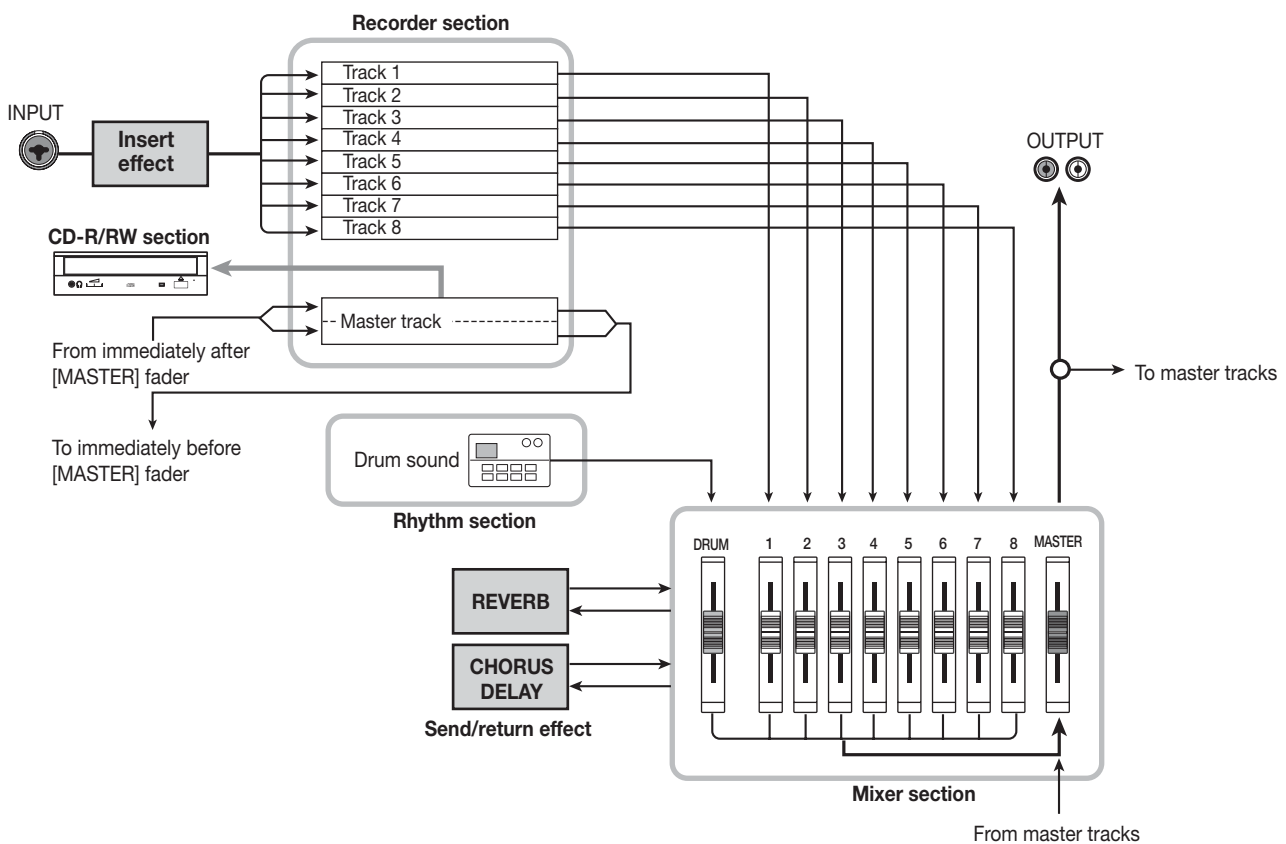 Recorder section
Track 1
Track 2
Track 3
Track 4
Track 5
Track 6
Track 7
Track 8
INPUT
Insert
effect
OUTPUT
CD-R/RW section
Master track
From immediately after
[MASTER] fader
To master tracks
To immediately before
[MASTER] fader
Drum sound
Rhythm section
DRUM 1 2 3 4 5 6 7 8 MASTER
REVERB
CHORUS
DELAY
Send/return effect
Mixer section
From master tracks